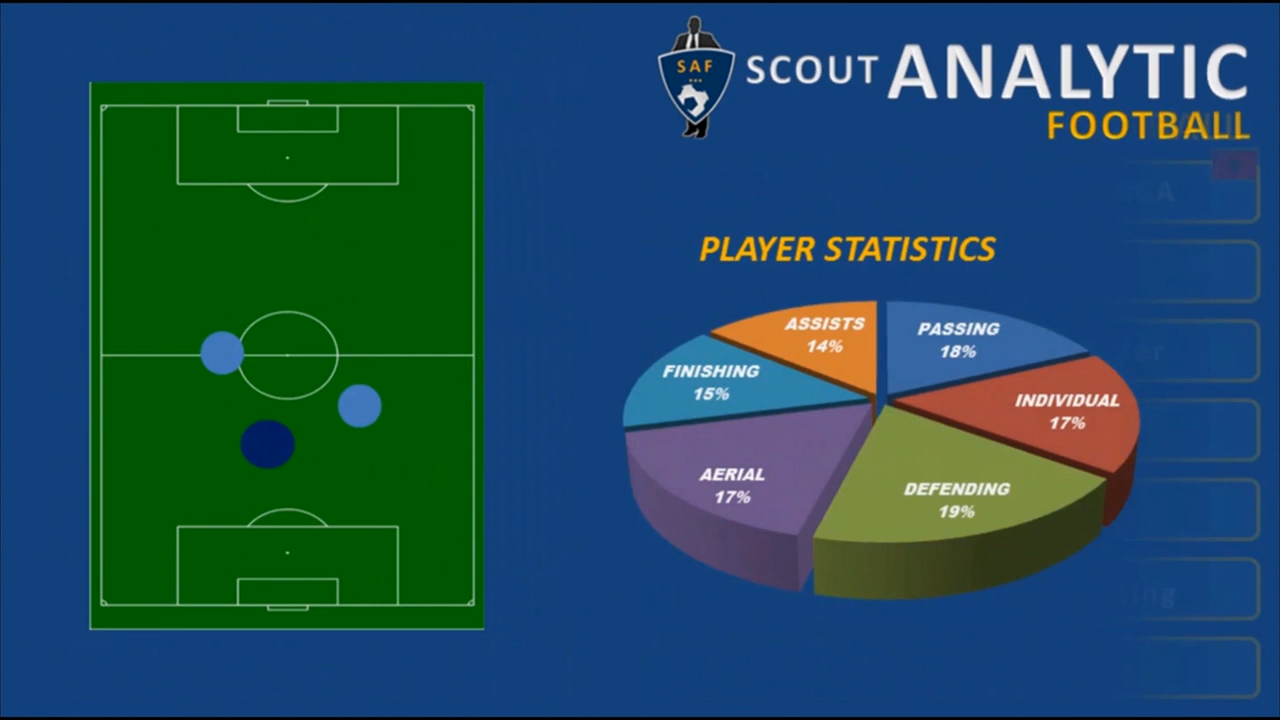 SAF
SCOUT ANALYTIC
FOOTBALL
PLAYER STATISTICS
ASSISTS
14%
PASSING
18%
FINISHING
15%
INDIVIDUAL
17%
AERIAL
17%
DEFENDING
19%